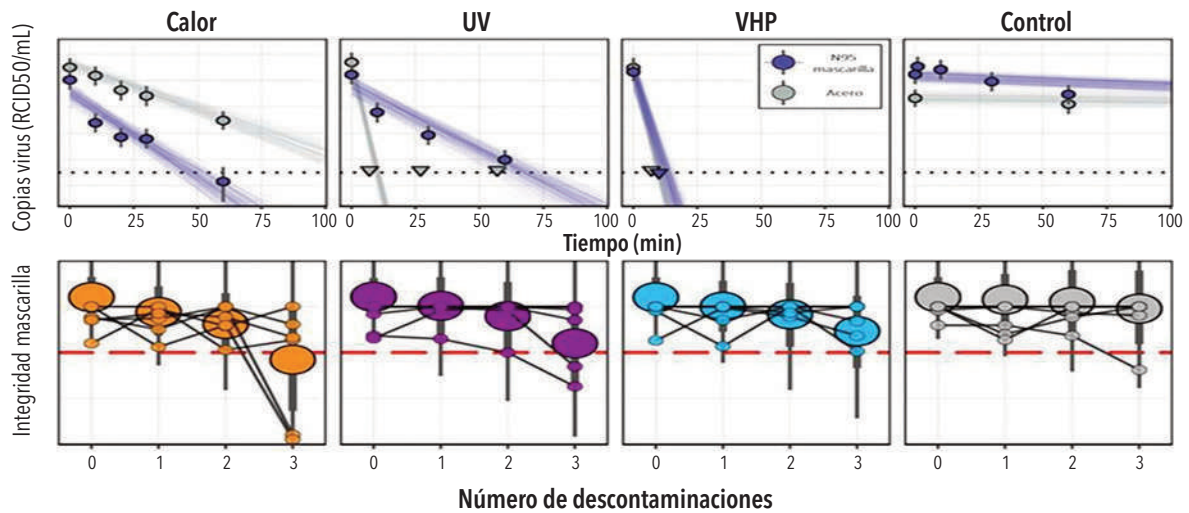 Calor
UV
VHP
Control
Copias virus (RCID50/mL)
N95
mascarilla
Acero
0 25 50 75 100
0 25 50 75 100
0 25 50 75 100
0 25 50 75 100
Tiempo (min)
Integridad mascarilla
0 1 2 3
0 1 2 3
0 1 2 3
0 1 2 3
Número de descontaminaciones